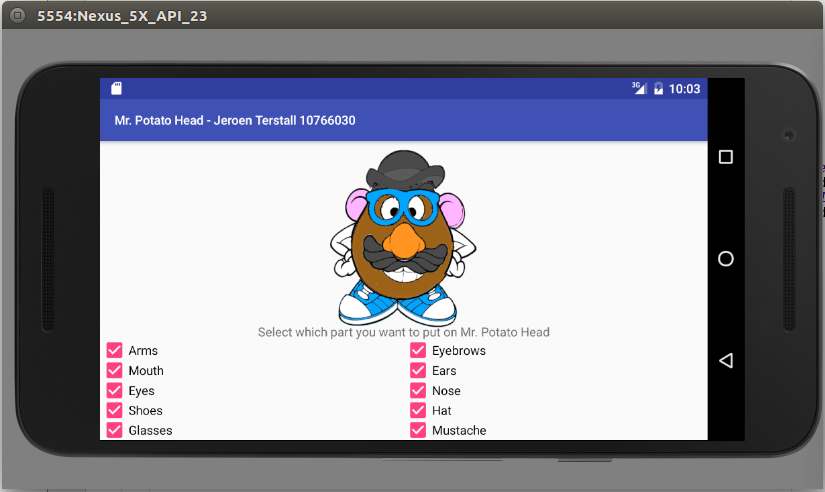 5554:Nexus_5X_API_23
3G 10:03
Mr. Potato Head - Jeroen Terstall 10766030
Select which part you want to put on Mr. Potato Head
Arms Eyebrows
Mouth Ears
Eyes Nose
Shoes Hat
Glasses Mustache